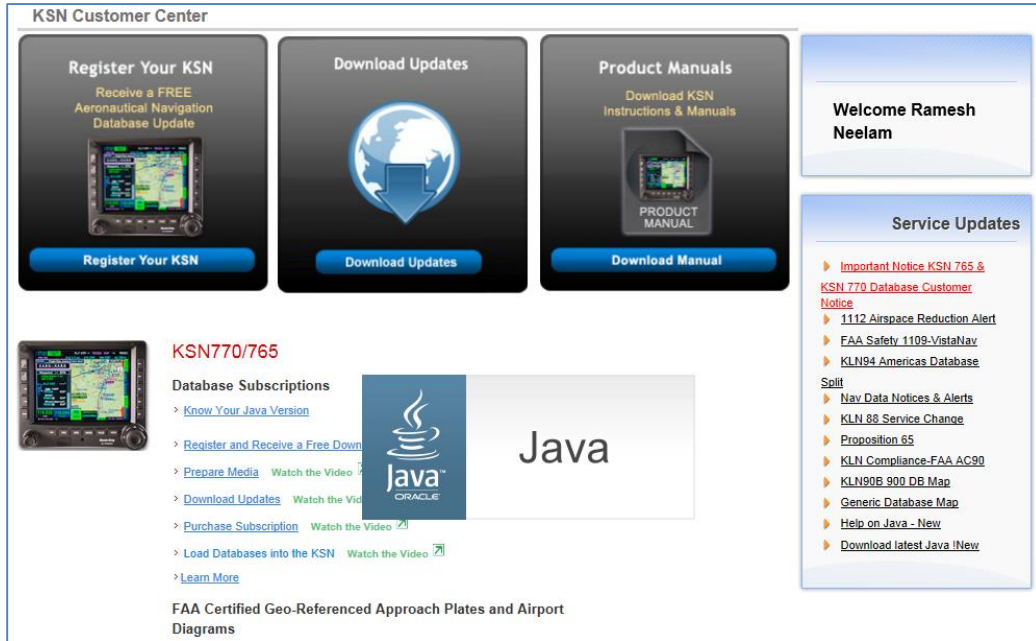 KSN Customer Center
Register Your KSN
Receive a FREE
Aeronautical Navigation
Database Update
Register Your KSN
Download Updates
Download Updates
Product Manuals
Download KSN
Instructions & Manuals
PRODUCT
MANUAL
Download Manual
Welcome Ramesh
Neelam
Service Updates
Important Notice KSN 765 &
KSN 770 Database Customer
Notice
1112 Airspace Reduction Alert
FAA Safety 1109-VistaNav
KLN94 Americas Database
Split
Nav Data Notices & Alerts
KLN 88 Service Change
Proposition 65
KLN Compliance-FAA AC90
KLN90B 900 DB Map
Generic Database Map
Help on Java - New
Download latest Java !New
KSN770/765
Database Subscriptions
> Know Your Java Version
> Register and Receive a Free Down
> Prepare Media Watch the Video
> Download Updates Watch the Vid
> Purchase Subscription Watch the Video
> Load Databases into the KSN Watch the Video
> Learn More
Java™
ORACLE
Java
FAA Certified Geo-Referenced Approach Plates and Airport
Diagrams